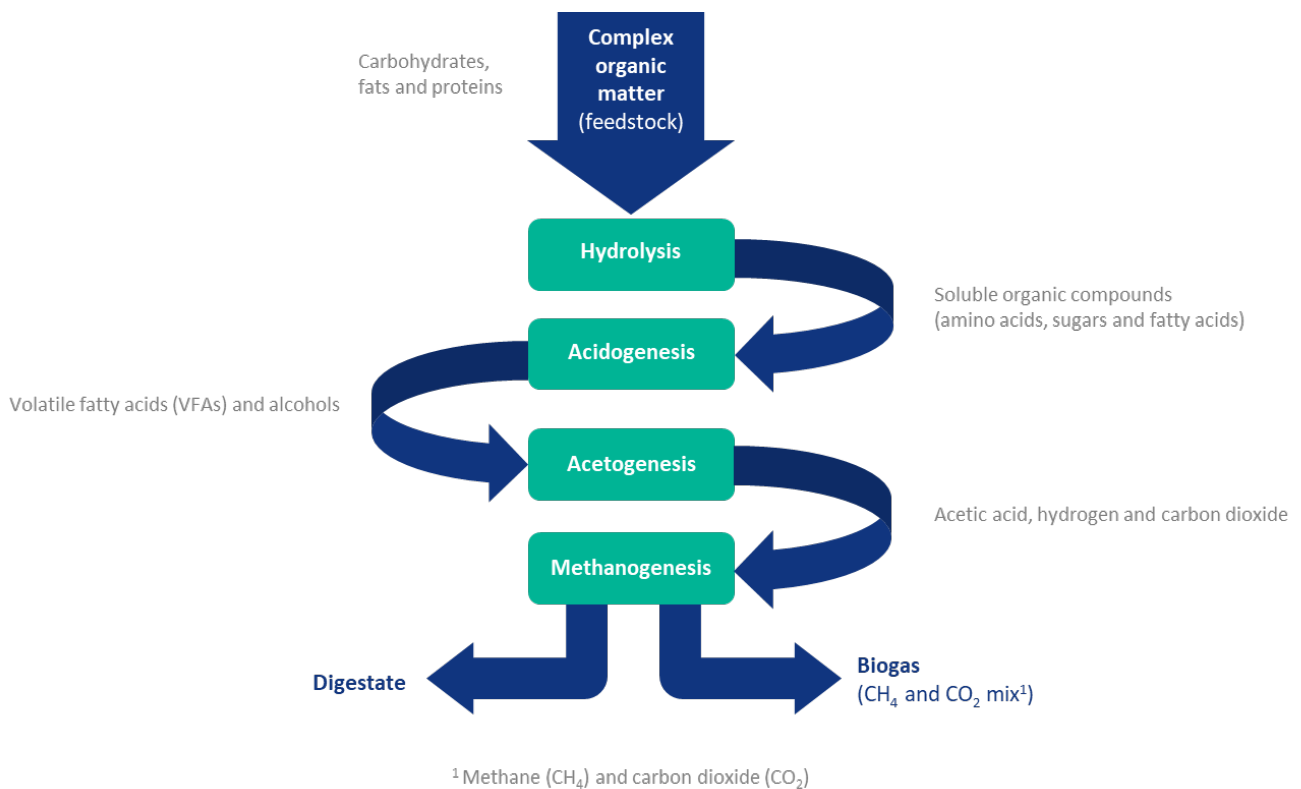 Complex
organic
matter
(feedstock)
Carbohydrates,
fats and proteins
Hydrolysis
Soluble organic compounds
(amino acids, sugars and fatty acids)
Acidogenesis
Volatile fatty acids (VFAs) and alcohols
Acetogenesis
Acetic acid, hydrogen and carbon dioxide
Methanogenesis
Digestate
Biogas
(CH₄ and CO₂ mix¹)
¹ Methane (CH₄) and carbon dioxide (CO₂)